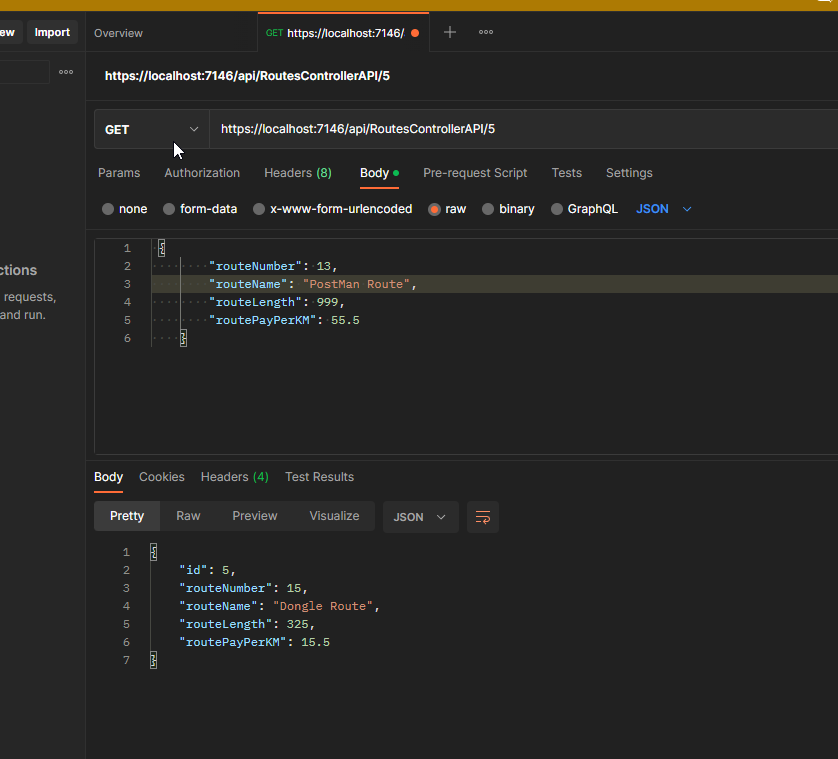 ew Import Overview GET https://localhost:7146/
https://localhost:7146/api/RoutesControllerAPI/5
GET https://localhost:7146/api/RoutesControllerAPI/5
Params Authorization Headers (8) Body Pre-request Script Tests Settings
none form-data x-www-form-urlencoded raw binary GraphQL JSON
1 {
2 "routeNumber": 13,
3 "routeName": "PostMan Route",
4 "routeLength": 999,
5 "routePayPerKM": 55.5
6 }
ctions
requests,
and run.
Body Cookies Headers (4) Test Results
Pretty Raw Preview Visualize JSON
1 {
2 "id": 5,
3 "routeNumber": 15,
4 "routeName": "Dongle Route",
5 "routeLength": 325,
6 "routePayPerKM": 15.5
7 }